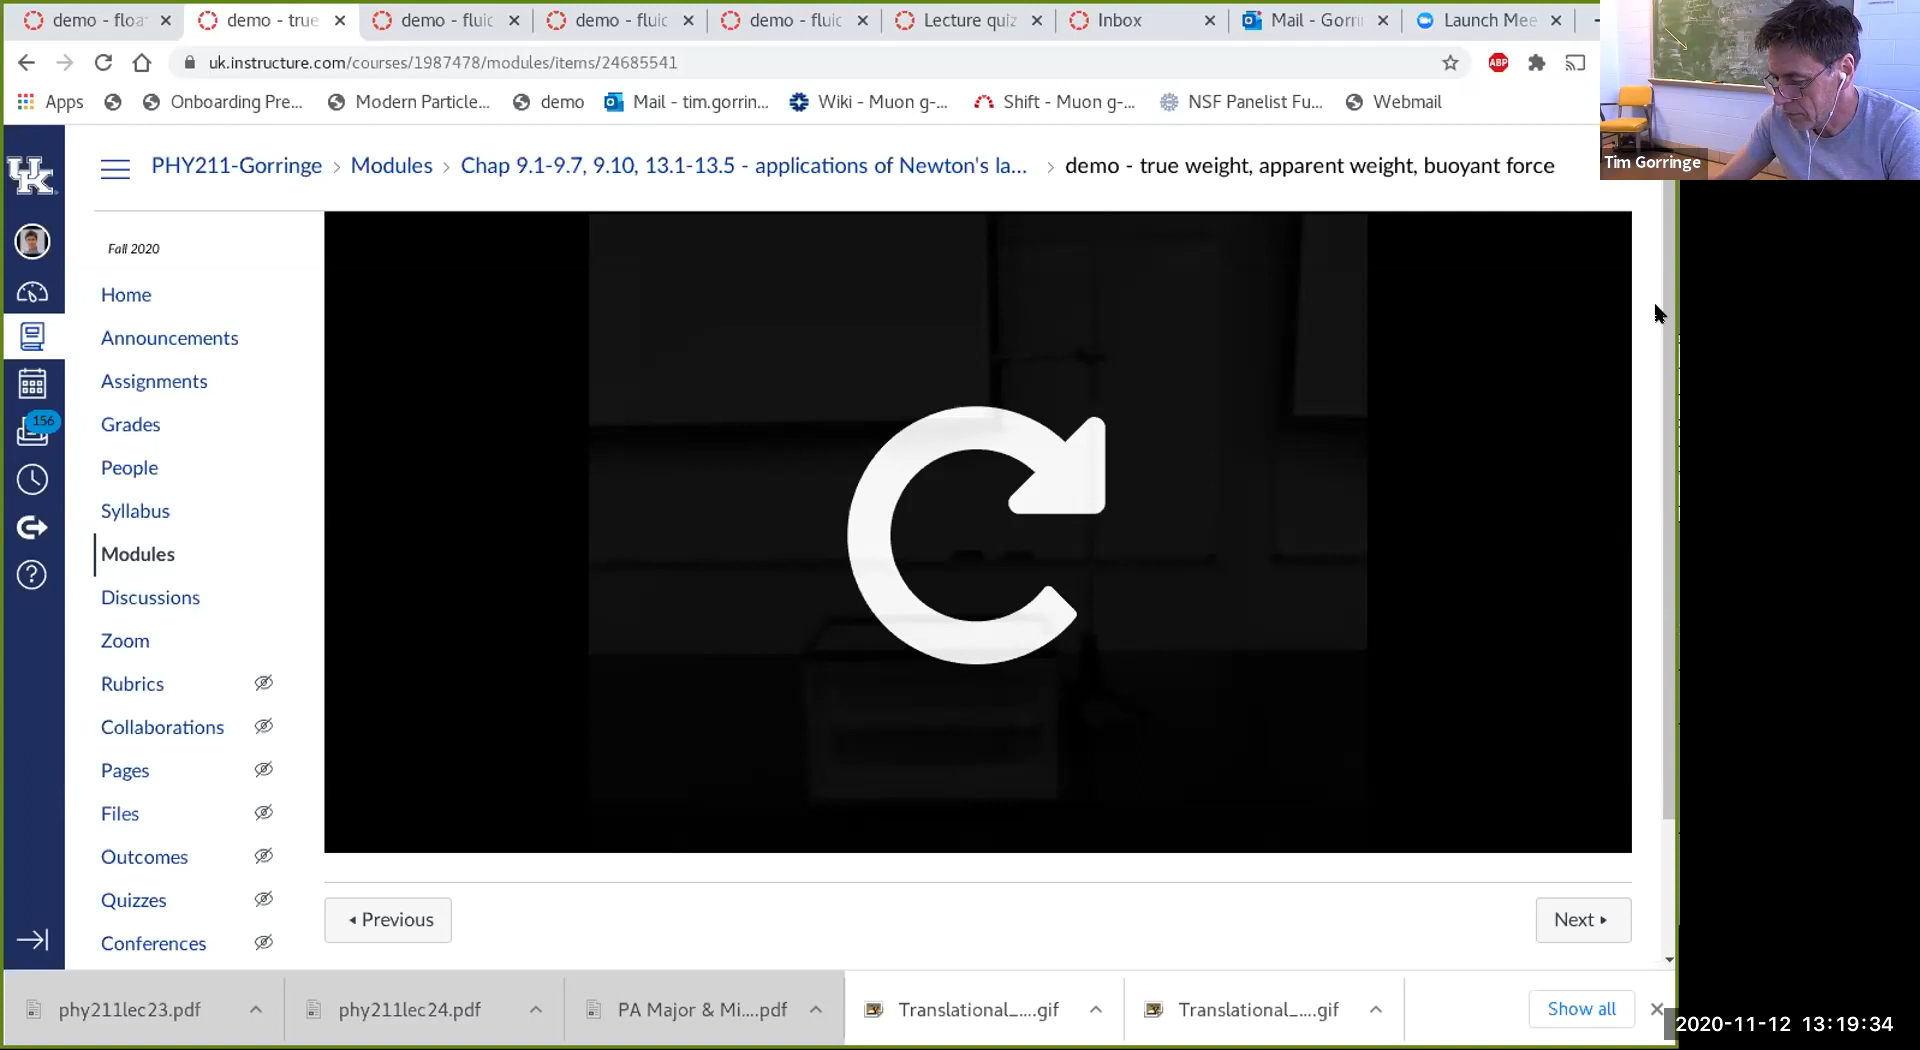 demo - floa
demo - true
demo - fluid
demo - fluid
demo - fluid
Lecture quiz
Inbox
Mail - Gorri
Launch Mee
uk.instructure.com/courses/1987478/modules/items/24685541
ABP
Apps
Onboarding Pre...
Modern Particle...
demo
Mail - tim.gorrin...
Wiki - Muon g-...
Shift - Muon g-...
NSF Panelist Fu...
Webmail
Tim Gorringe
UK
PHY211-Gorringe > Modules > Chap 9.1-9.7, 9.10, 13.1-13.5 - applications of Newton's la... > demo - true weight, apparent weight, buoyant force
Fall 2020
Home
Announcements
Assignments
156
Grades
People
Syllabus
Modules
Discussions
Zoom
Rubrics
Collaborations
Pages
Files
Outcomes
Quizzes
Conferences
Previous
Next
phy211lec23.pdf
phy211lec24.pdf
PA Major & Mi....pdf
Translational_....gif
Translational_....gif
Show all
2020-11-12 13:19:34